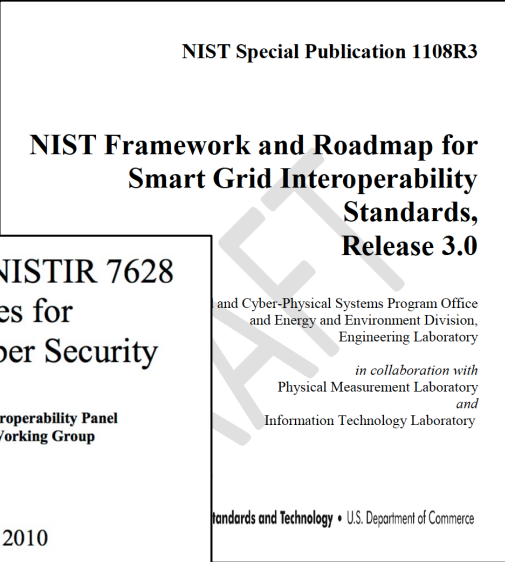 NIST Special Publication 1108R3
NIST Framework and Roadmap for
Smart Grid Interoperability
Standards,
Release 3.0
and Cyber-Physical Systems Program Office
and Energy and Environment Division,
Engineering Laboratory
in collaboration with
Physical Measurement Laboratory
and
Information Technology Laboratory
tandards and Technology • U.S. Department of Commerce
NISTIR 7628
es for
ber Security
roperability Panel
Working Group
2010